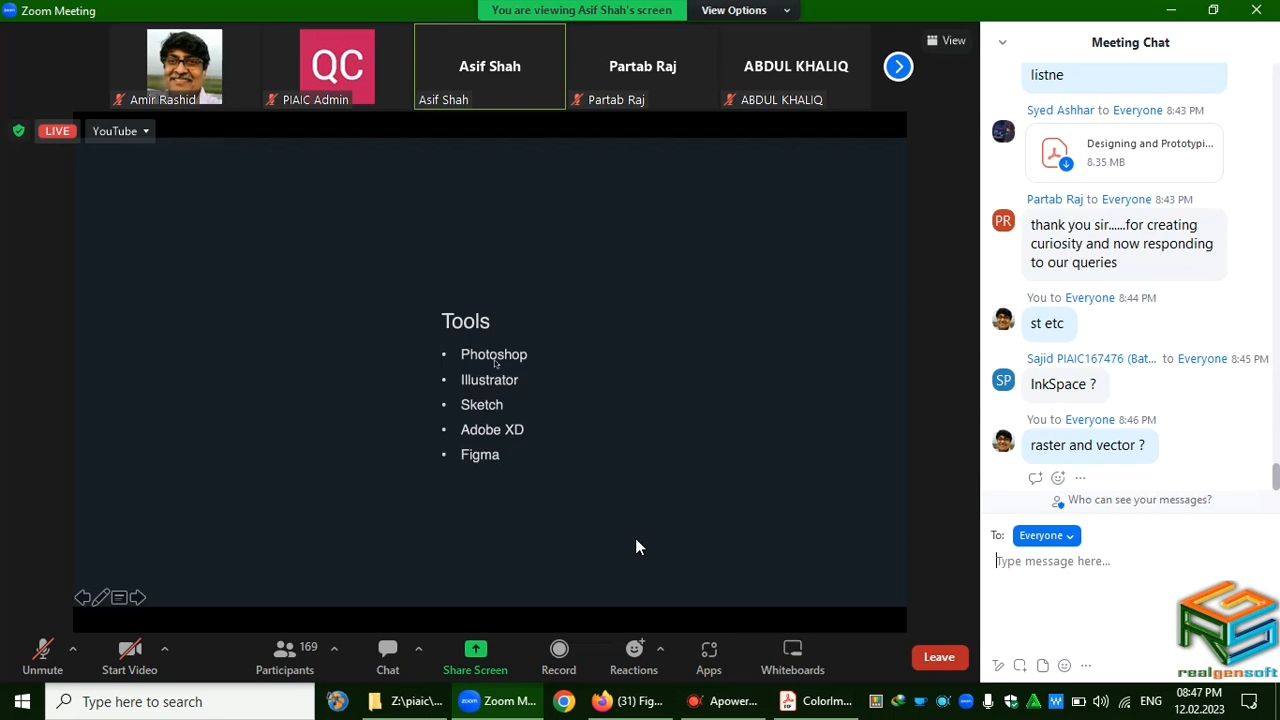 Zoom Meeting
You are viewing Asif Shah's screen
View Options
View
QC
Asif Shah
Partab Raj
ABDUL KHALIQ
Amir Rashid
PIAIC Admin
Asif Shah
Partab Raj
ABDUL KHALIQ
LIVE
YouTube
Tools
• Photoshop
• Illustrator
• Sketch
• Adobe XD
• Figma
Meeting Chat
listne
Syed Ashhar to Everyone 8:43 PM
Designing and Prototypi...
8.35 MB
Partab Raj to Everyone 8:43 PM
PR
thank you sir......for creating
curiosity and now responding
to our queries
You to Everyone 8:44 PM
st etc
Sajid PIAIC167476 (Bat... to Everyone 8:45 PM
SP
InkSpace ?
You to Everyone 8:46 PM
raster and vector ?
Who can see your messages?
To: Everyone
Type message here...
realgensoft
Unmute
Start Video
169
Participants
Chat
Share Screen
Record
Reactions
Apps
Whiteboards
Leave
Type here to search
Z:\piaic\...
Zoom M...
(31) Fig...
Apower...
ColorIm...
ENG
08:47 PM
12.02.2023